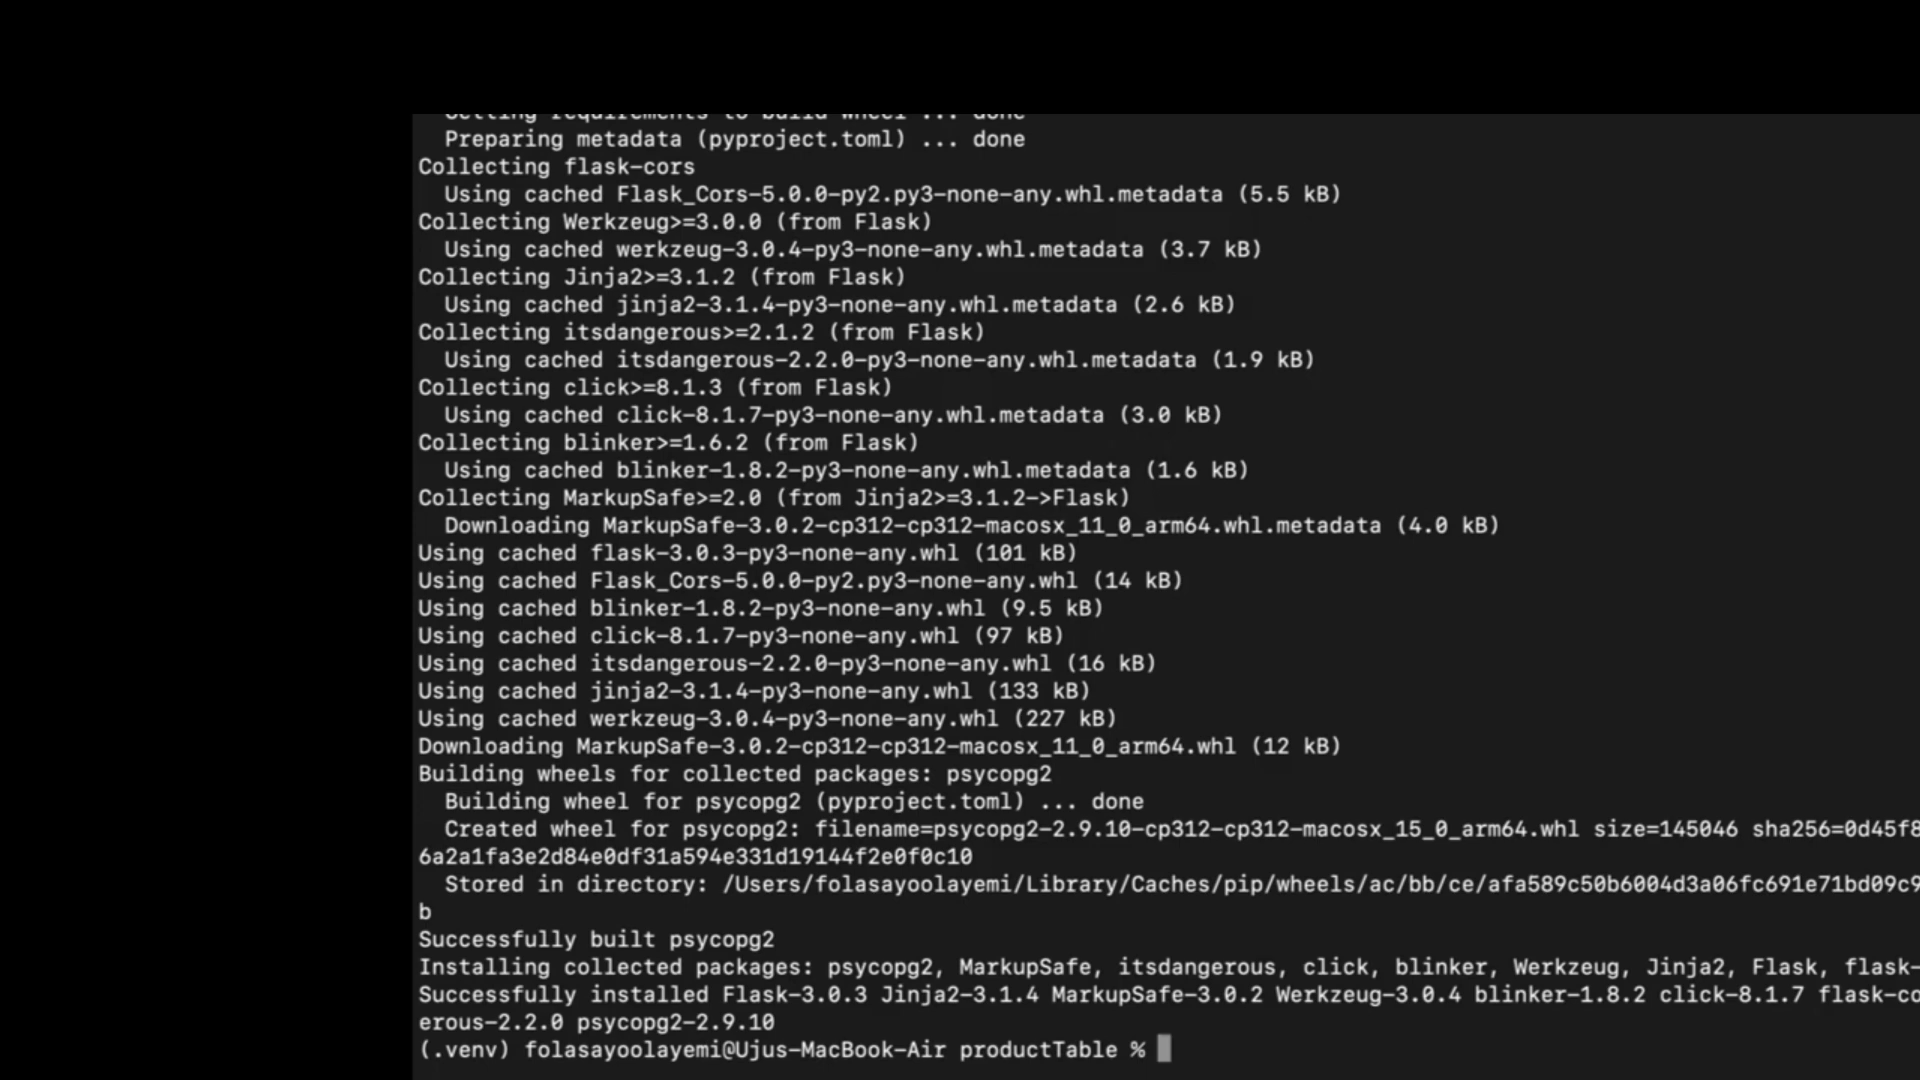 Getting requirements to build wheel ... done
Preparing metadata (pyproject.toml) ... done
Collecting flask-cors
Using cached Flask_Cors-5.0.0-py2.py3-none-any.whl.metadata (5.5 kB)
Collecting Werkzeug>=3.0.0 (from Flask)
Using cached werkzeug-3.0.4-py3-none-any.whl.metadata (3.7 kB)
Collecting Jinja2>=3.1.2 (from Flask)
Using cached jinja2-3.1.4-py3-none-any.whl.metadata (2.6 kB)
Collecting itsdangerous>=2.1.2 (from Flask)
Using cached itsdangerous-2.2.0-py3-none-any.whl.metadata (1.9 kB)
Collecting click>=8.1.3 (from Flask)
Using cached click-8.1.7-py3-none-any.whl.metadata (3.0 kB)
Collecting blinker>=1.6.2 (from Flask)
Using cached blinker-1.8.2-py3-none-any.whl.metadata (1.6 kB)
Collecting MarkupSafe>=2.0 (from Jinja2>=3.1.2->Flask)
Downloading MarkupSafe-3.0.2-cp312-cp312-macosx_11_0_arm64.whl.metadata (4.0 kB)
Using cached flask-3.0.3-py3-none-any.whl (101 kB)
Using cached Flask_Cors-5.0.0-py2.py3-none-any.whl (14 kB)
Using cached blinker-1.8.2-py3-none-any.whl (9.5 kB)
Using cached click-8.1.7-py3-none-any.whl (97 kB)
Using cached itsdangerous-2.2.0-py3-none-any.whl (16 kB)
Using cached jinja2-3.1.4-py3-none-any.whl (133 kB)
Using cached werkzeug-3.0.4-py3-none-any.whl (227 kB)
Downloading MarkupSafe-3.0.2-cp312-cp312-macosx_11_0_arm64.whl (12 kB)
Building wheels for collected packages: psycopg2
Building wheel for psycopg2 (pyproject.toml) ... done
Created wheel for psycopg2: filename=psycopg2-2.9.10-cp312-cp312-macosx_15_0_arm64.whl size=145046 sha256=0d45f8
6a2a1fa3e2d84e0df31a594e331d19144f2e0f0c10
Stored in directory: /Users/folasayoolayemi/Library/Caches/pip/wheels/ac/bb/ce/afa589c50b6004d3a06fc691e71bd09c9
b
Successfully built psycopg2
Installing collected packages: psycopg2, MarkupSafe, itsdangerous, click, blinker, Werkzeug, Jinja2, Flask, flask-
Successfully installed Flask-3.0.3 Jinja2-3.1.4 MarkupSafe-3.0.2 Werkzeug-3.0.4 blinker-1.8.2 click-8.1.7 flask-co
erous-2.2.0 psycopg2-2.9.10
(.venv) folasayoolayemi@Ujus-MacBook-Air productTable %